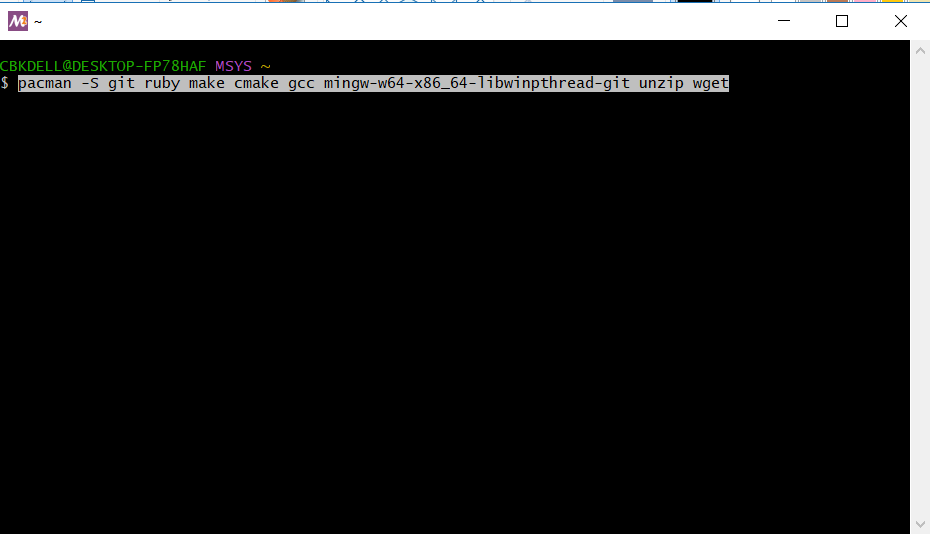 ~
CBKDELL@DESKTOP-FP78HAF MSYS ~
$ pacman -S git ruby make cmake gcc mingw-w64-x86_64-libwinpthread-git unzip wget